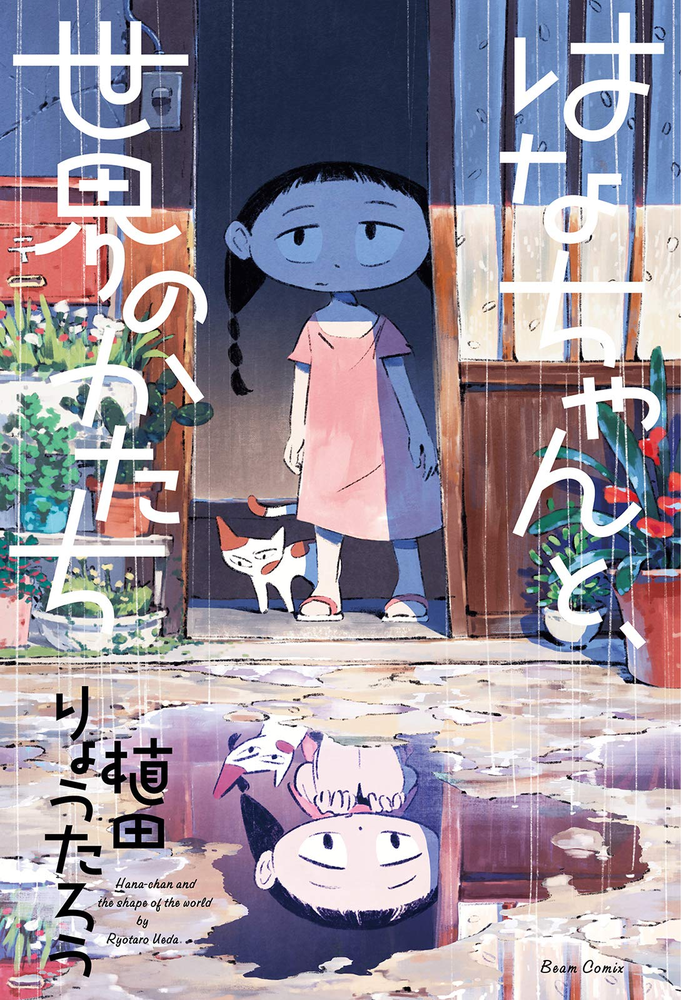 はなちゃんと、
世界のかたち
植田
りょうたろう
Hana-chan and
the shape of the world
by
Ryotaro Ueda
Beam Comix